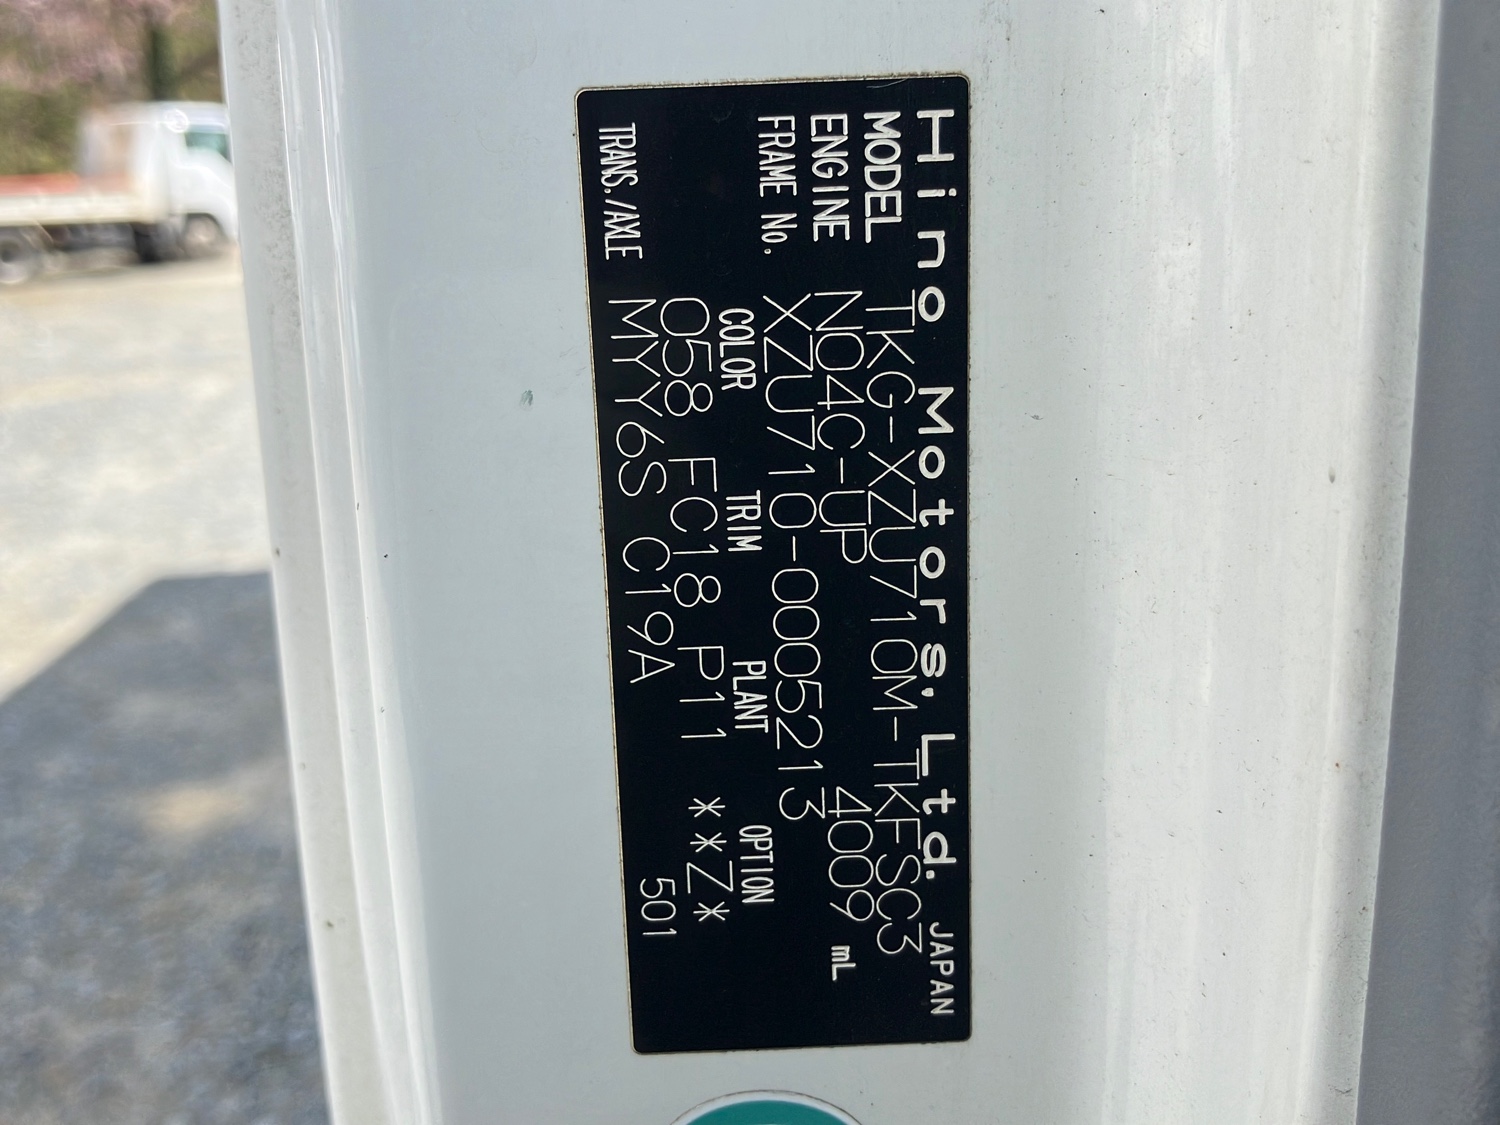 Hino Motors, Ltd. JAPAN
MODEL TKG-XZU710M-TKFSC3
ENGINE N04C-UP 4009 mL
FRAME No. XZU710-0005213
COLOR TRIM PLANT OPTION
058 FC18 P11 **Z*
TRANS./AXLE MYY6S C19A 501